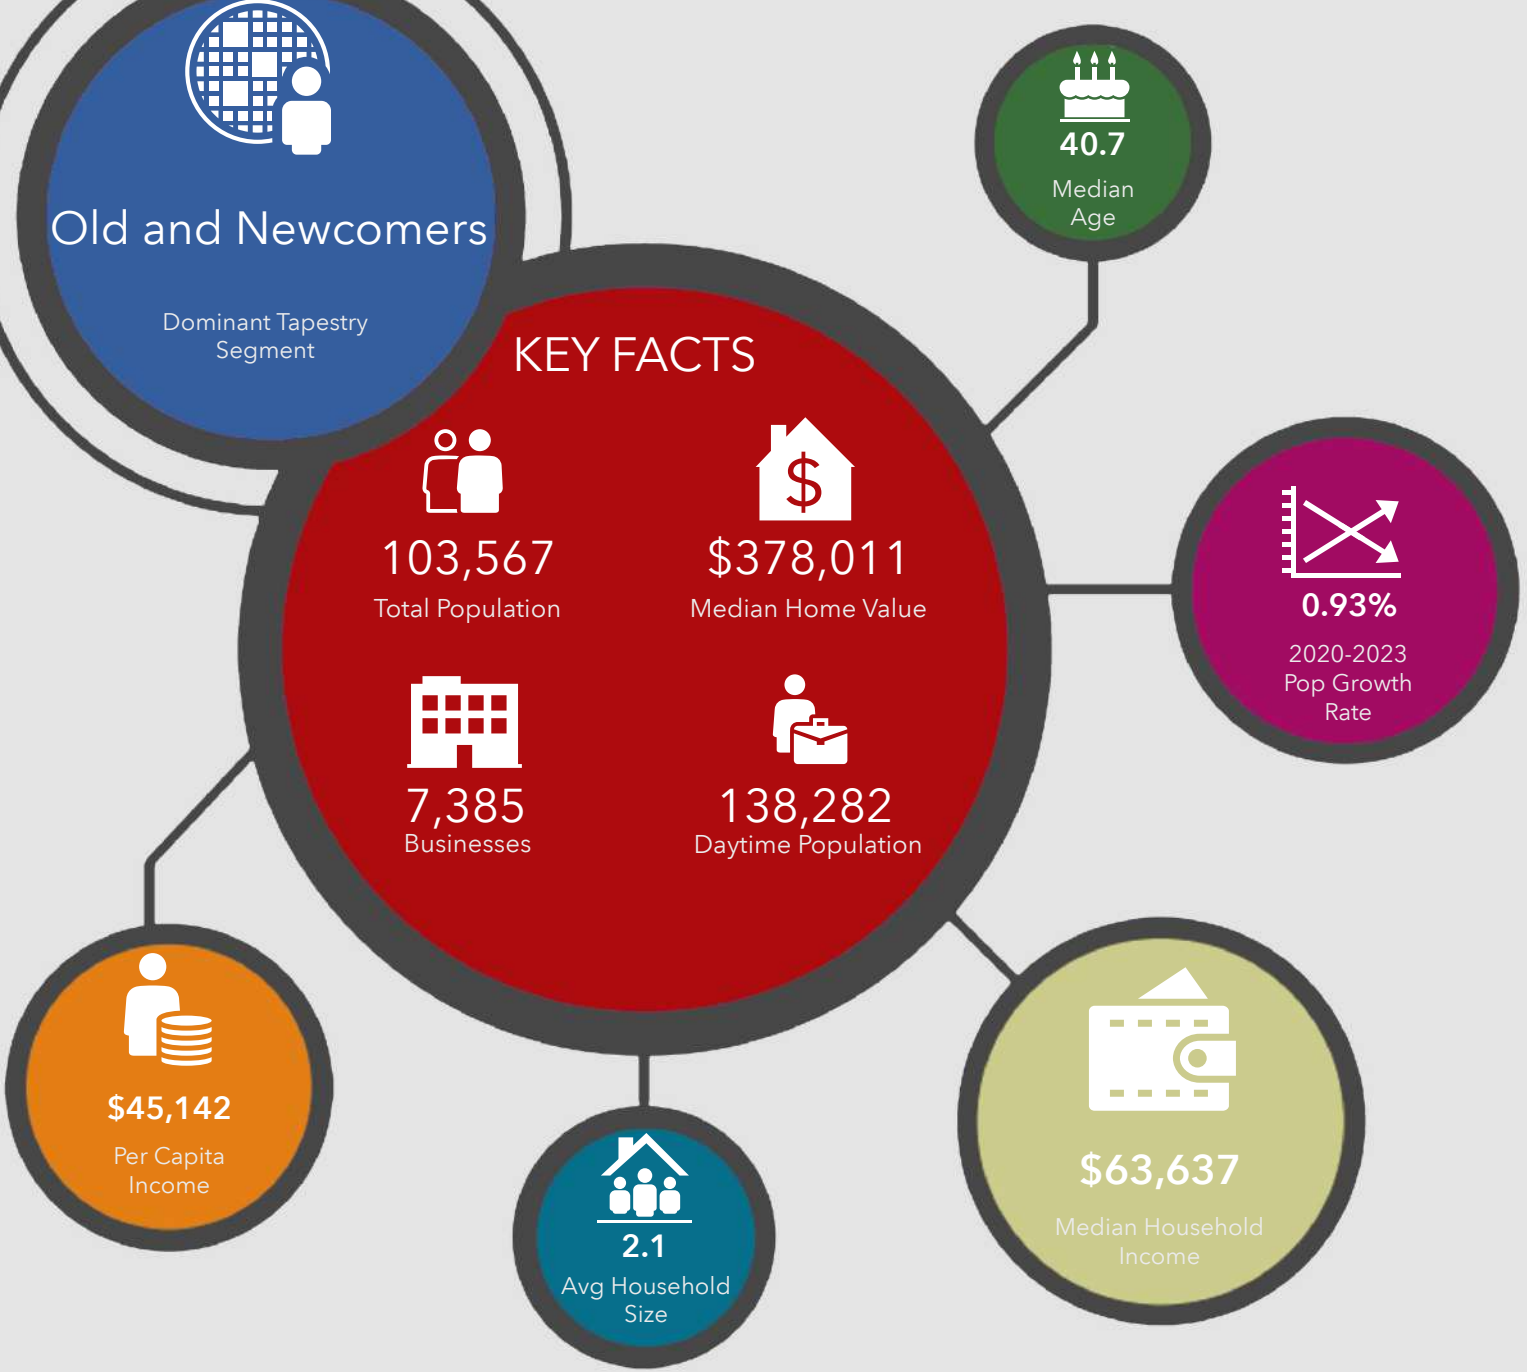 Old and Newcomers
Dominant Tapestry
Segment
KEY FACTS
103,567
Total Population
$378,011
Median Home Value
7,385
Businesses
138,282
Daytime Population
40.7
Median
Age
0.93%
2020-2023
Pop Growth
Rate
$45,142
Per Capita
Income
2.1
Avg Household
Size
$63,637
Median Household
Income